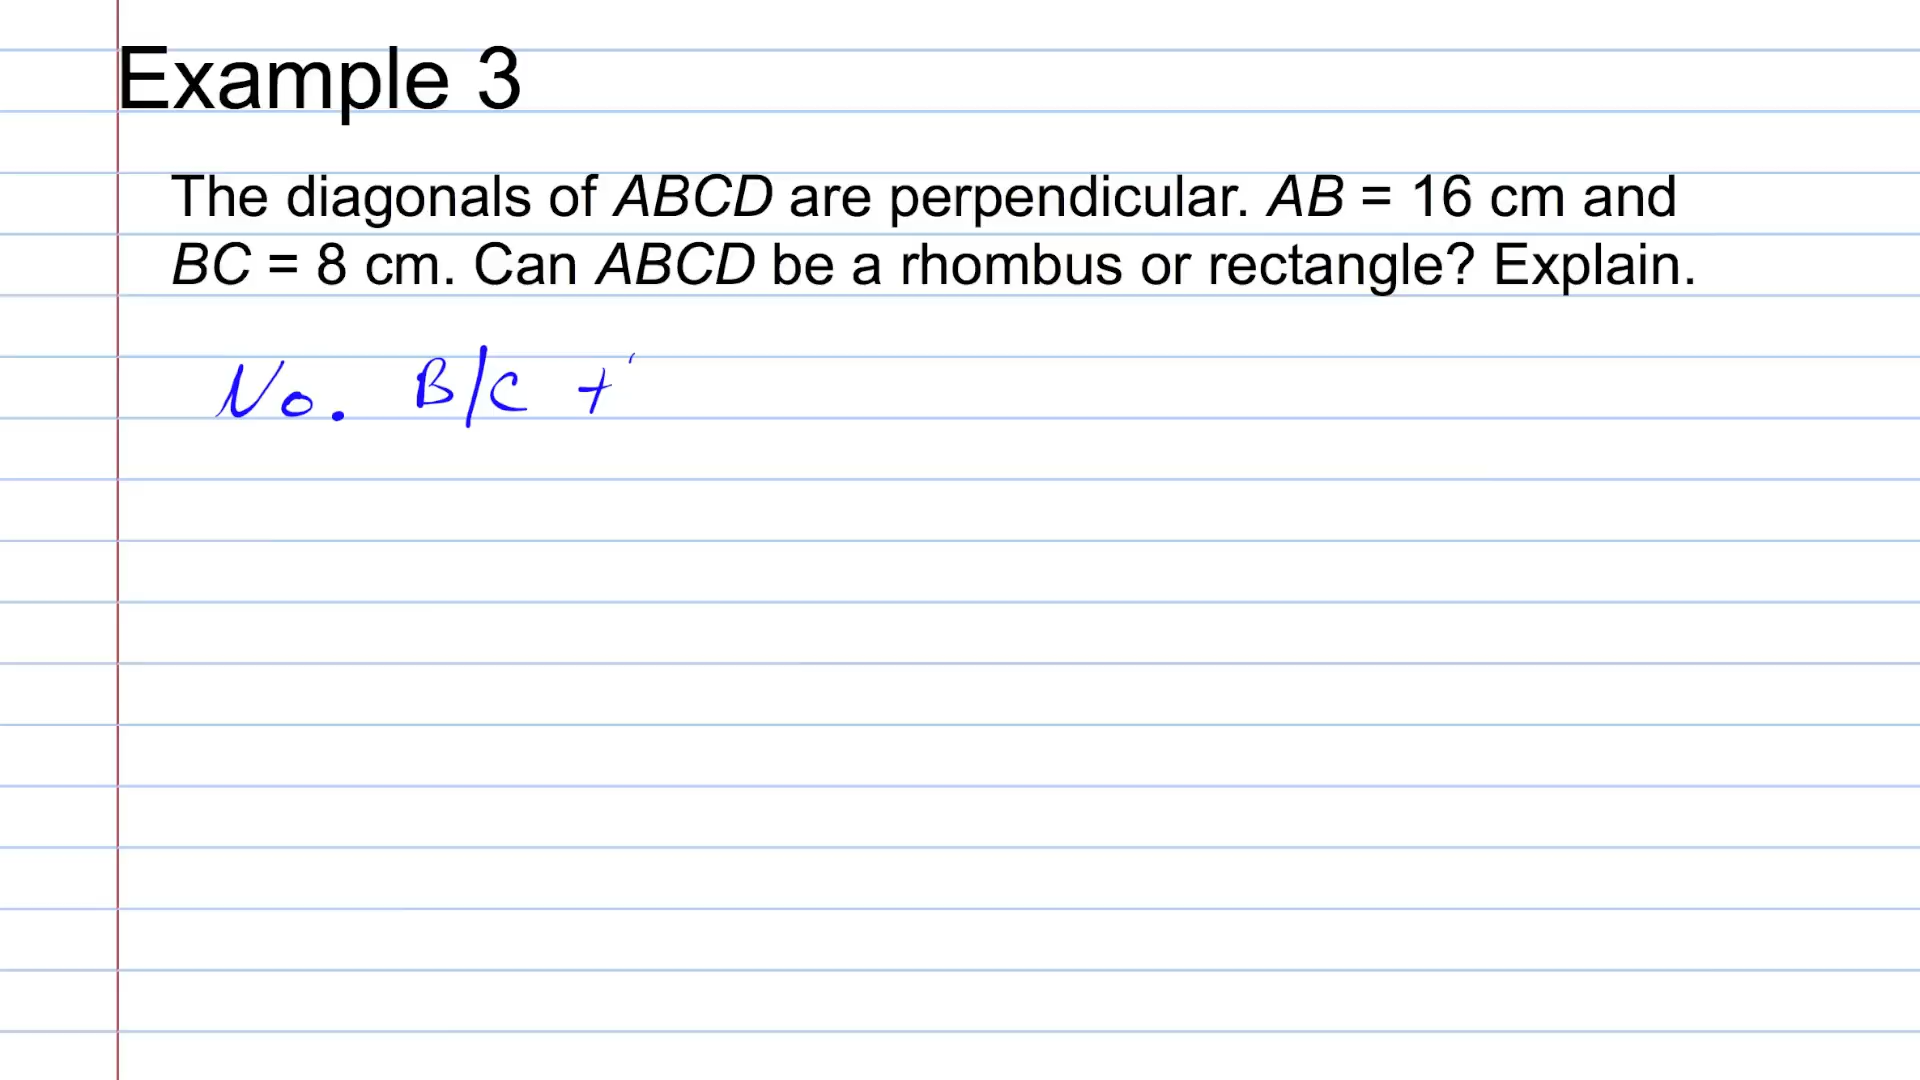 Example 3
The diagonals of ABCD are perpendicular. AB = 16 cm and
BC = 8 cm. Can ABCD be a rhombus or rectangle? Explain.
No. B/C